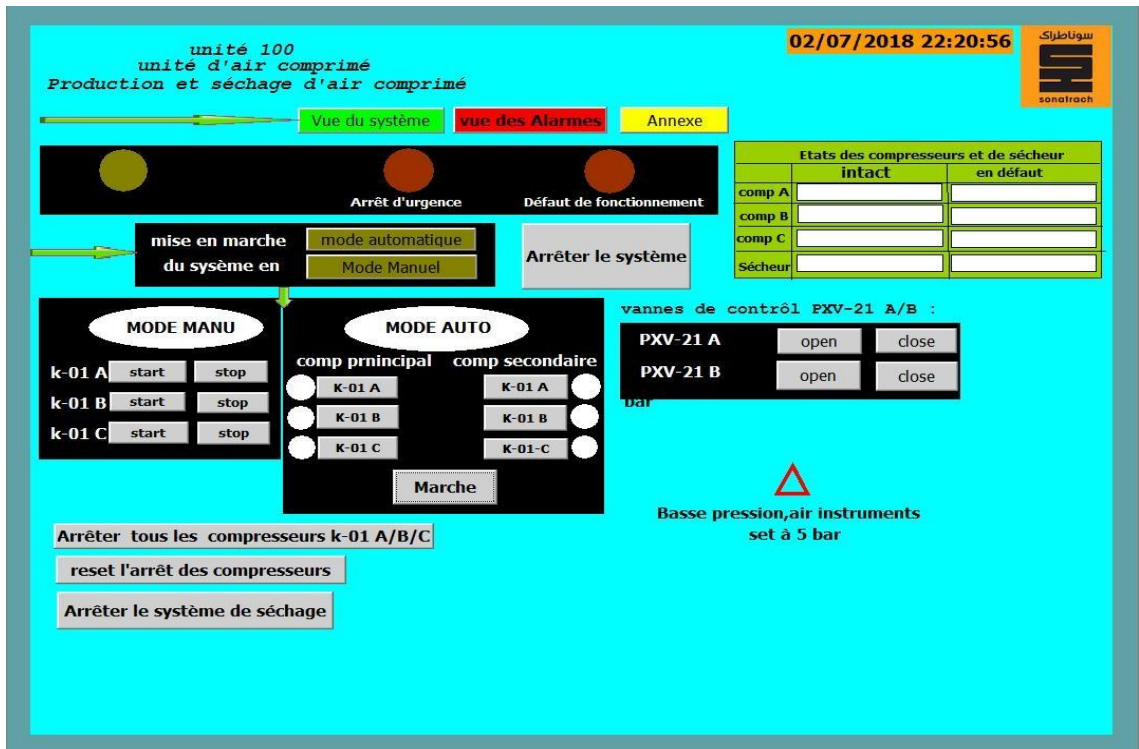 unité 100
unité d'air comprimé
Production et séchage d'air comprimé
02/07/2018 22:20:56
سوناطراك
sonatrach
Vue du système
vue des Alarmes
Annexe
Arrêt d'urgence
Défaut de fonctionnement
Etats des compresseurs et de sécheur
intact en défaut
comp A
comp B
comp C
Sécheur
mise en marche
du sysème en
mode automatique
Mode Manuel
Arrêter le système
MODE MANU
k-01 A start stop
k-01 B start stop
k-01 C start stop
MODE AUTO
comp prnincipal comp secondaire
K-01 A K-01 A
K-01 B K-01 B
K-01 C K-01-C
Marche
vannes de contrôl PXV-21 A/B :
PXV-21 A open close
PXV-21 B open close
bar
Basse pression,air instruments
set à 5 bar
Arrêter tous les compresseurs k-01 A/B/C
reset l'arrêt des compresseurs
Arrêter le système de séchage